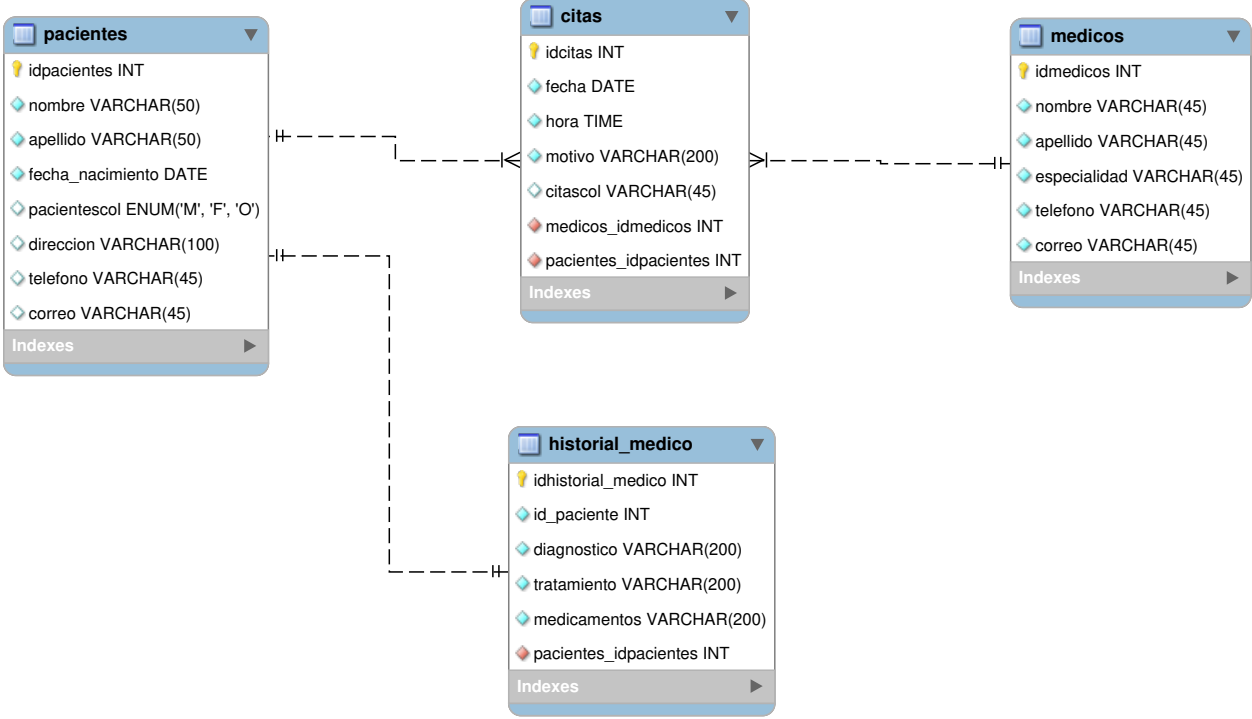 pacientes
idpacientes INT
nombre VARCHAR(50)
apellido VARCHAR(50)
fecha_nacimiento DATE
pacientescol ENUM('M', 'F', 'O')
direccion VARCHAR(100)
telefono VARCHAR(45)
correo VARCHAR(45)
Indexes
citas
idcitas INT
fecha DATE
hora TIME
motivo VARCHAR(200)
citascol VARCHAR(45)
medicos_idmedicos INT
pacientes_idpacientes INT
Indexes
medicos
idmedicos INT
nombre VARCHAR(45)
apellido VARCHAR(45)
especialidad VARCHAR(45)
telefono VARCHAR(45)
correo VARCHAR(45)
Indexes
historial_medico
idhistorial_medico INT
id_paciente INT
diagnostico VARCHAR(200)
tratamiento VARCHAR(200)
medicamentos VARCHAR(200)
pacientes_idpacientes INT
Indexes